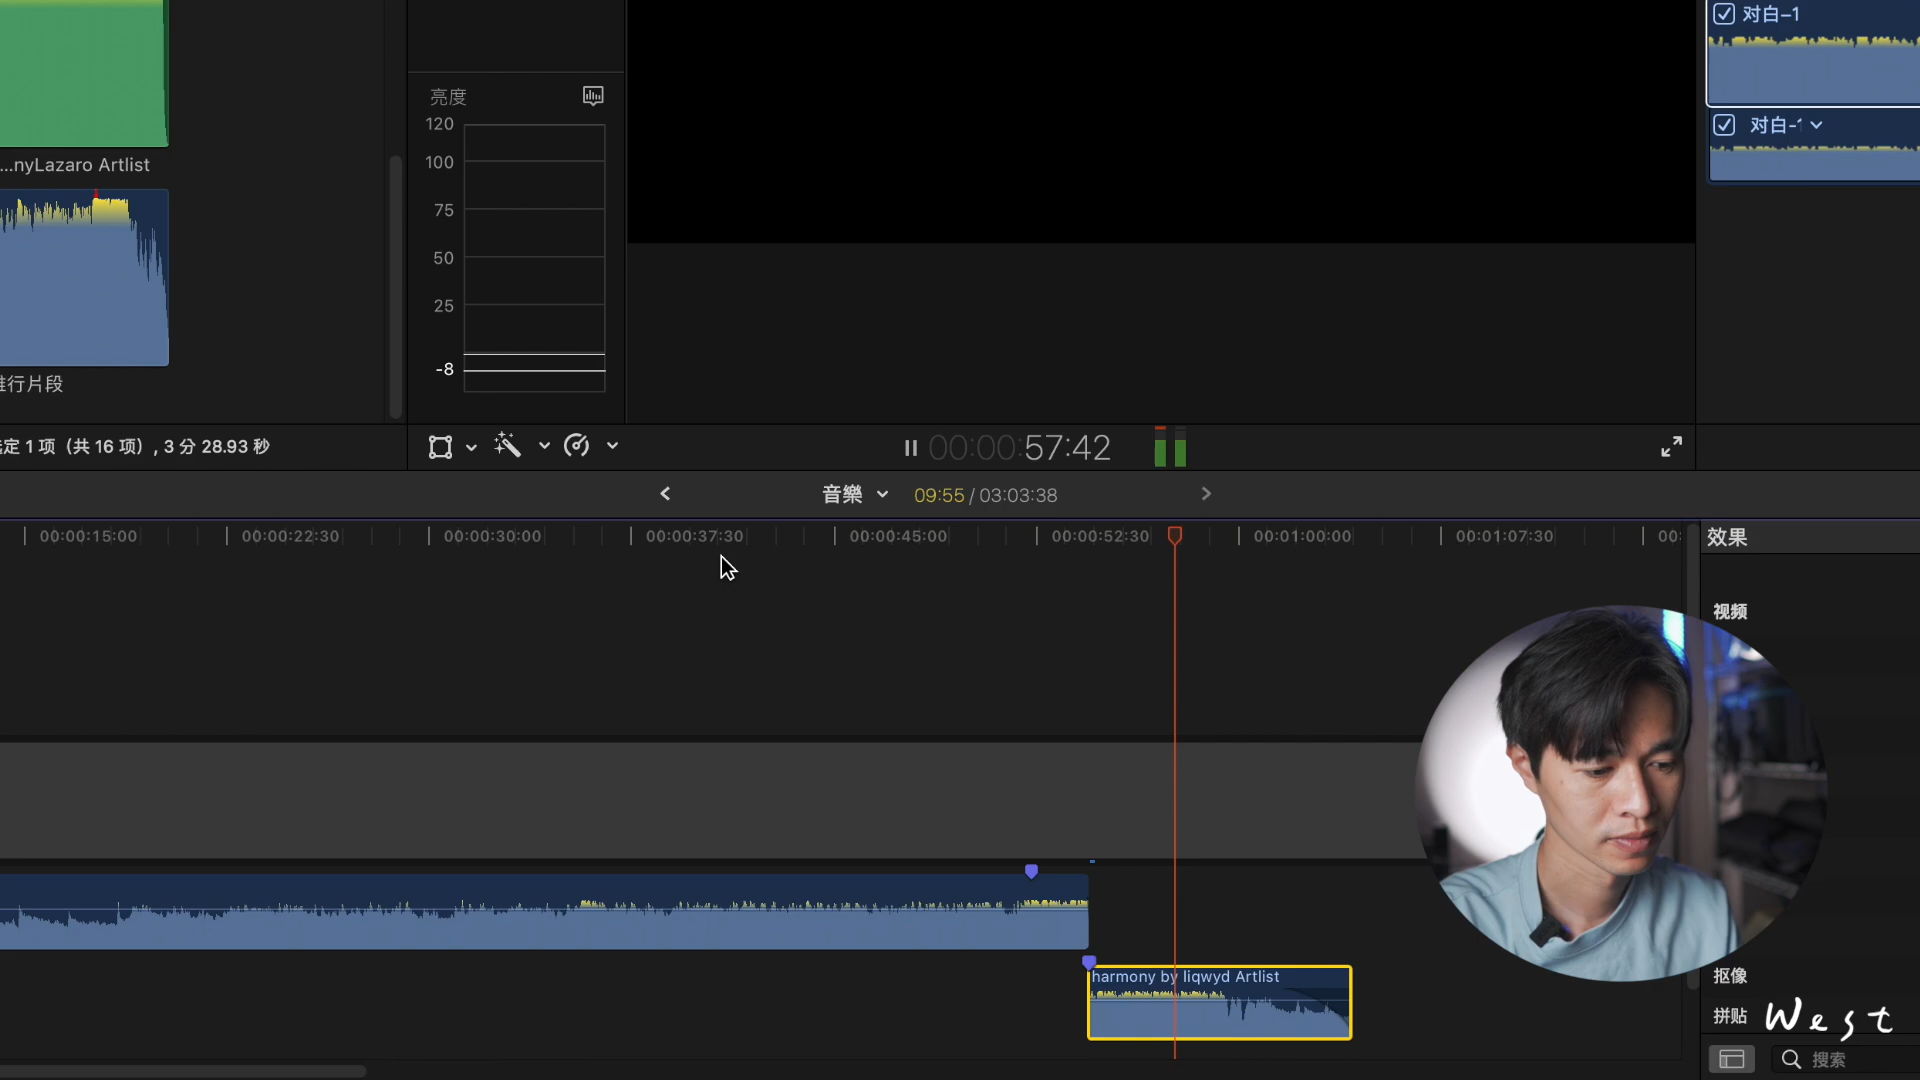 对白–1
亮度
120
100
对白-1
...nyLazaro Artlist
75
50
25
-8
行片段
定 1 项（共 16 项）, 3 分 28.93 秒
00:00:57:42
音樂
09:55 / 03:03:38
00:00:15:00
00:00:22:30
00:00:30:00
00:00:37:30
00:00:45:00
00:00:52:30
00:01:00:00
00:01:07:30
00:
效果
视频
harmony by liqwyd Artlist
抠像
拼贴
West
搜索